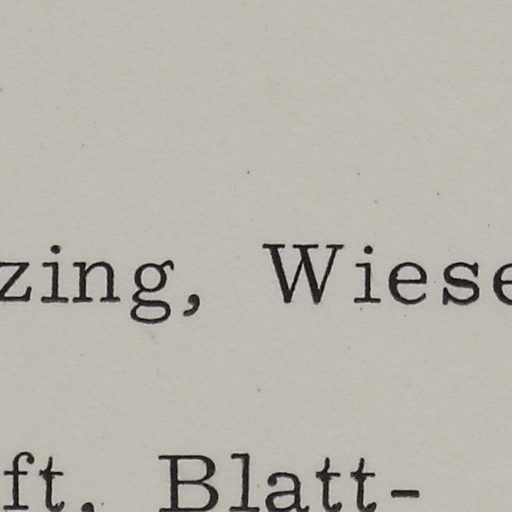 zing, Wiese
ft. Blatt-